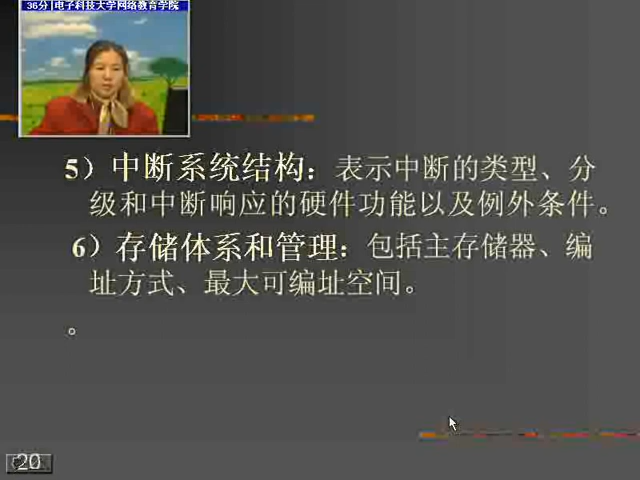 36分|电子科技大学网络教育学院
5）中断系统结构：表示中断的类型、分
级和中断响应的硬件功能以及例外条件。
6）存储体系和管理：包括主存储器、编
址方式、最大可编址空间。
。
20